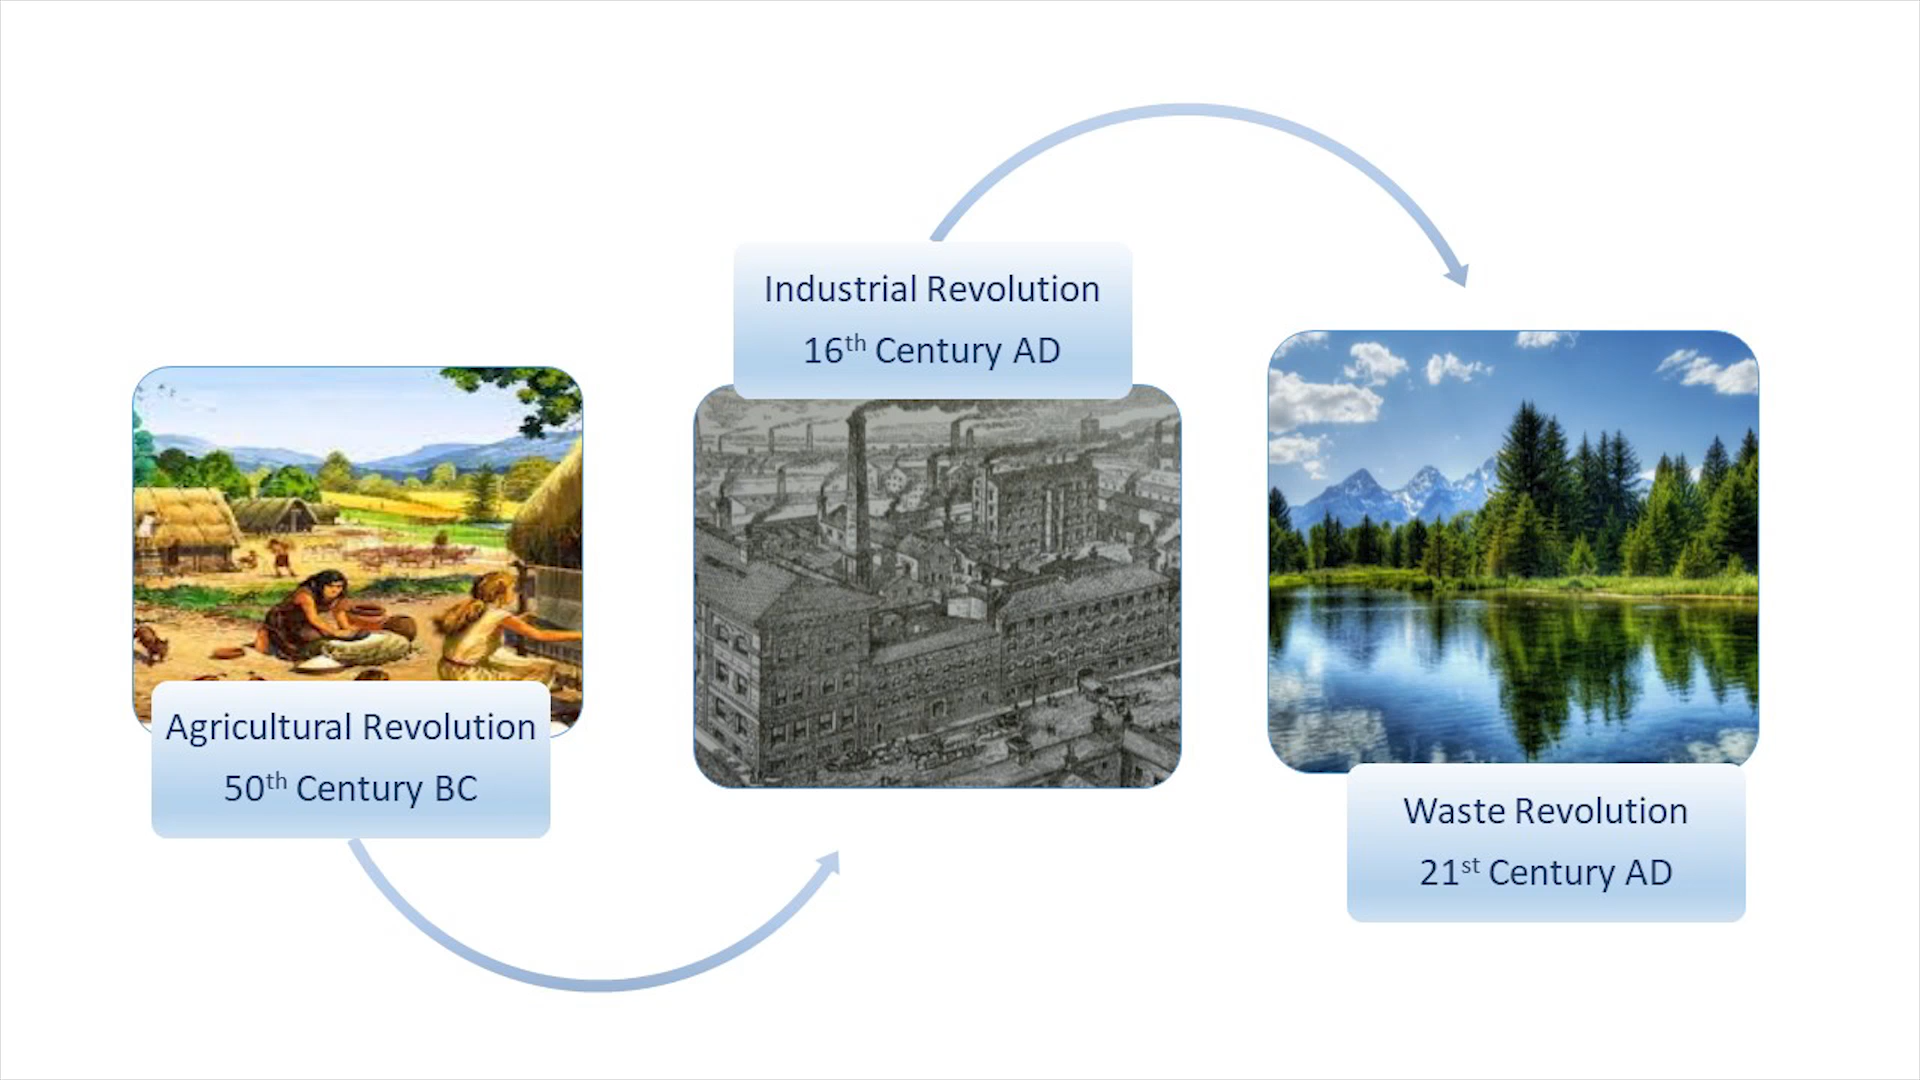 Agricultural Revolution
50th Century BC
Industrial Revolution
16th Century AD
Waste Revolution
21st Century AD